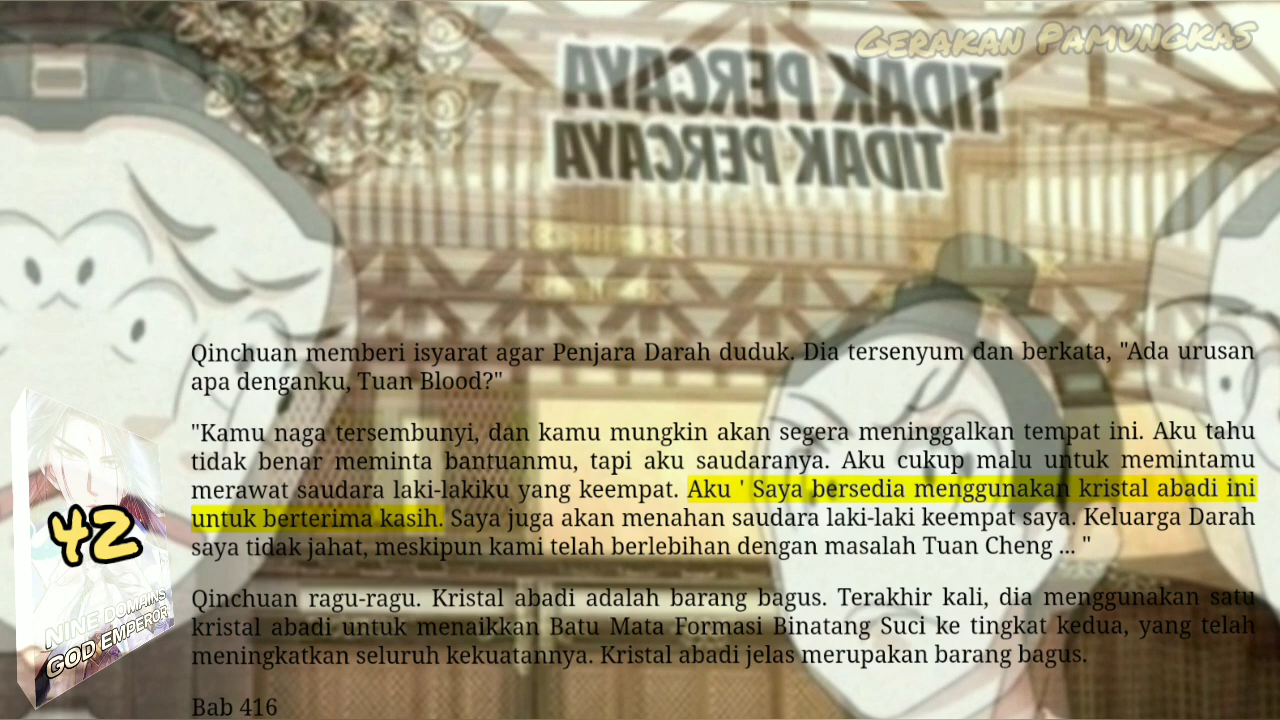 Gerakan Pamungkas
TIDAK PERCAYA
TIDAK PERCAYA
Qinchuan memberi isyarat agar Penjara Darah duduk. Dia tersenyum dan berkata, "Ada urusan
apa denganku, Tuan Blood?"
"Kamu naga tersembunyi, dan kamu mungkin akan segera meninggalkan tempat ini. Aku tahu
tidak benar meminta bantuanmu, tapi aku saudaranya. Aku cukup malu untuk memintamu
merawat saudara laki-lakiku yang keempat. Aku ' Saya bersedia menggunakan kristal abadi ini
untuk berterima kasih. Saya juga akan menahan saudara laki-laki keempat saya. Keluarga Darah
saya tidak jahat, meskipun kami telah berlebihan dengan masalah Tuan Cheng ... "
Qinchuan ragu-ragu. Kristal abadi adalah barang bagus. Terakhir kali, dia menggunakan satu
kristal abadi untuk menaikkan Batu Mata Formasi Binatang Suci ke tingkat kedua, yang telah
meningkatkan seluruh kekuatannya. Kristal abadi jelas merupakan barang bagus.
Bab 416
42
NINE DOMAINS
GOD EMPEROR